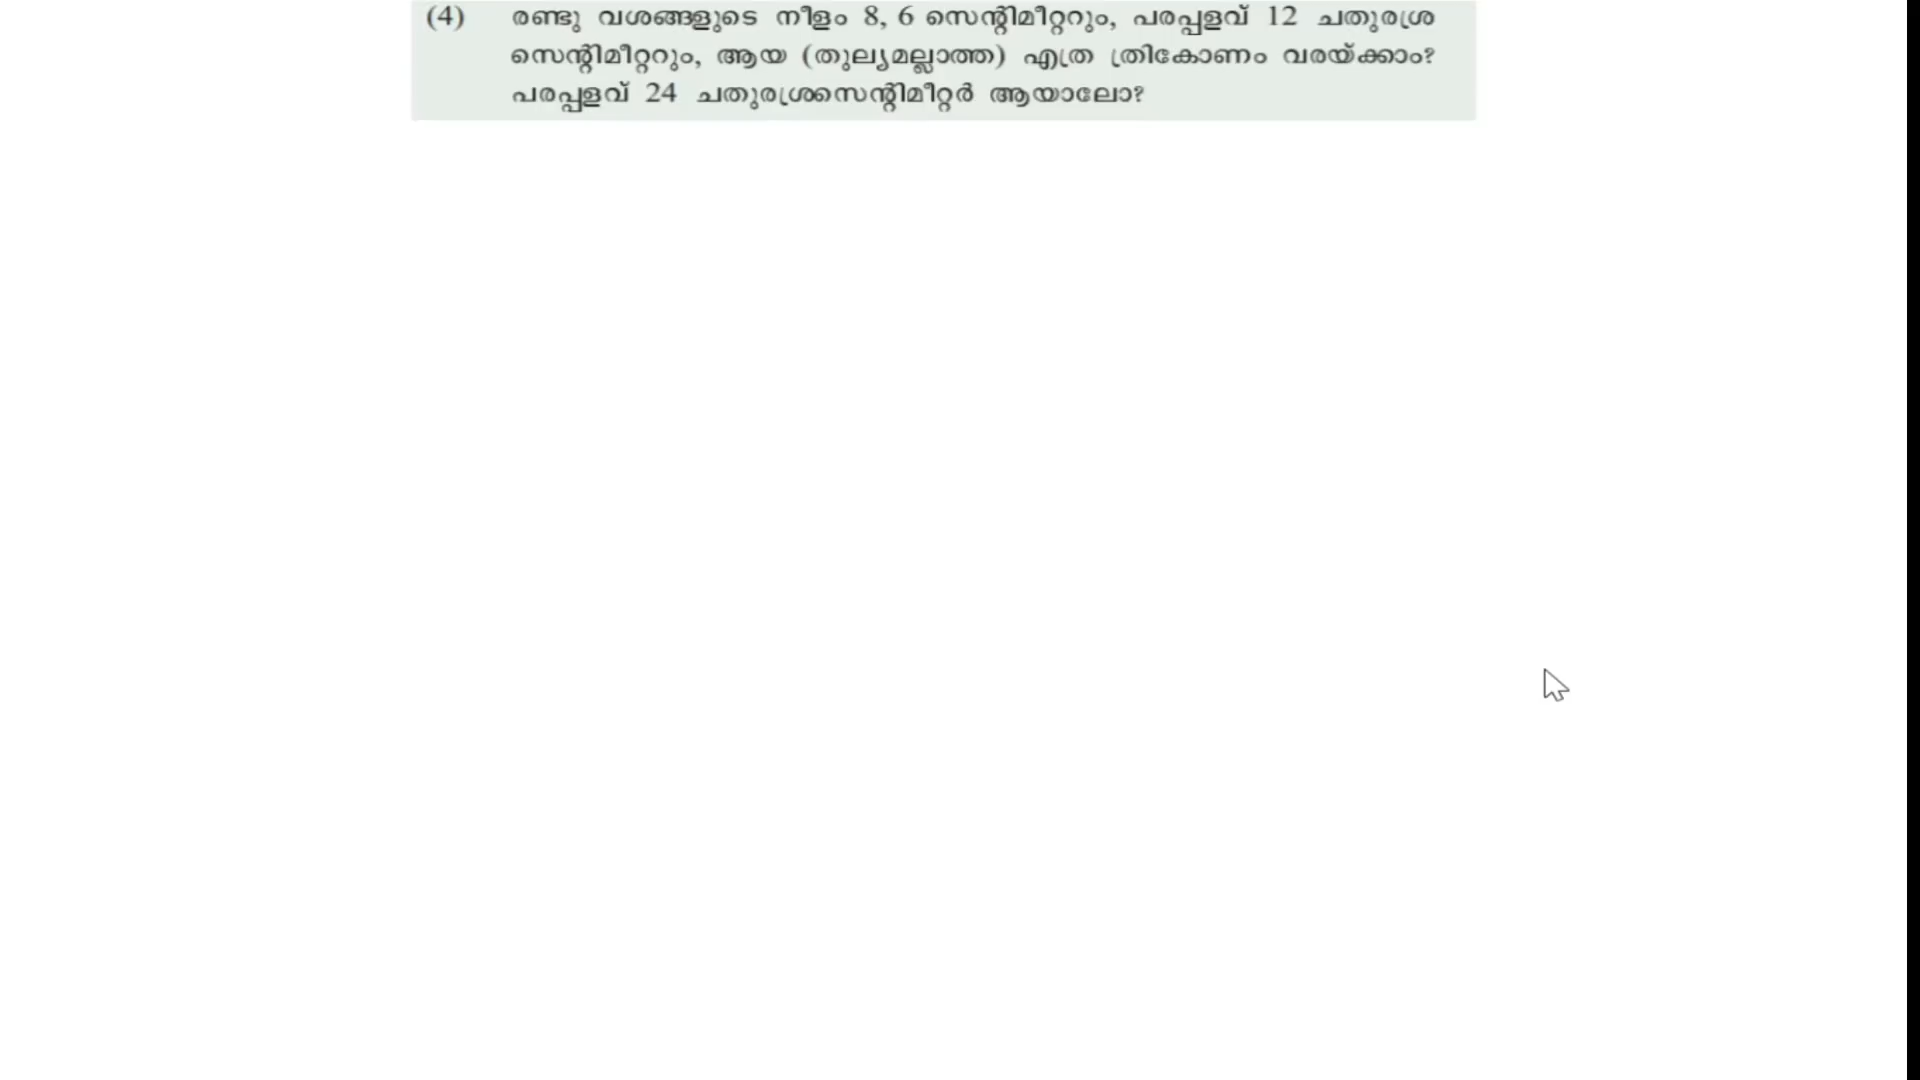 (4) രണ്ടു വശങ്ങളുടെ നീളം 8, 6 സെന്റിമീറ്ററും, പരപ്പളവ് 12 ചതുരശ്ര
സെന്റിമീറ്ററും, ആയ (തുല്യമല്ലാത്ത) എത്ര ത്രികോണം വരയ്ക്കാം?
പരപ്പളവ് 24 ചതുരശ്രസെന്റിമീറ്റർ ആയാലോ?